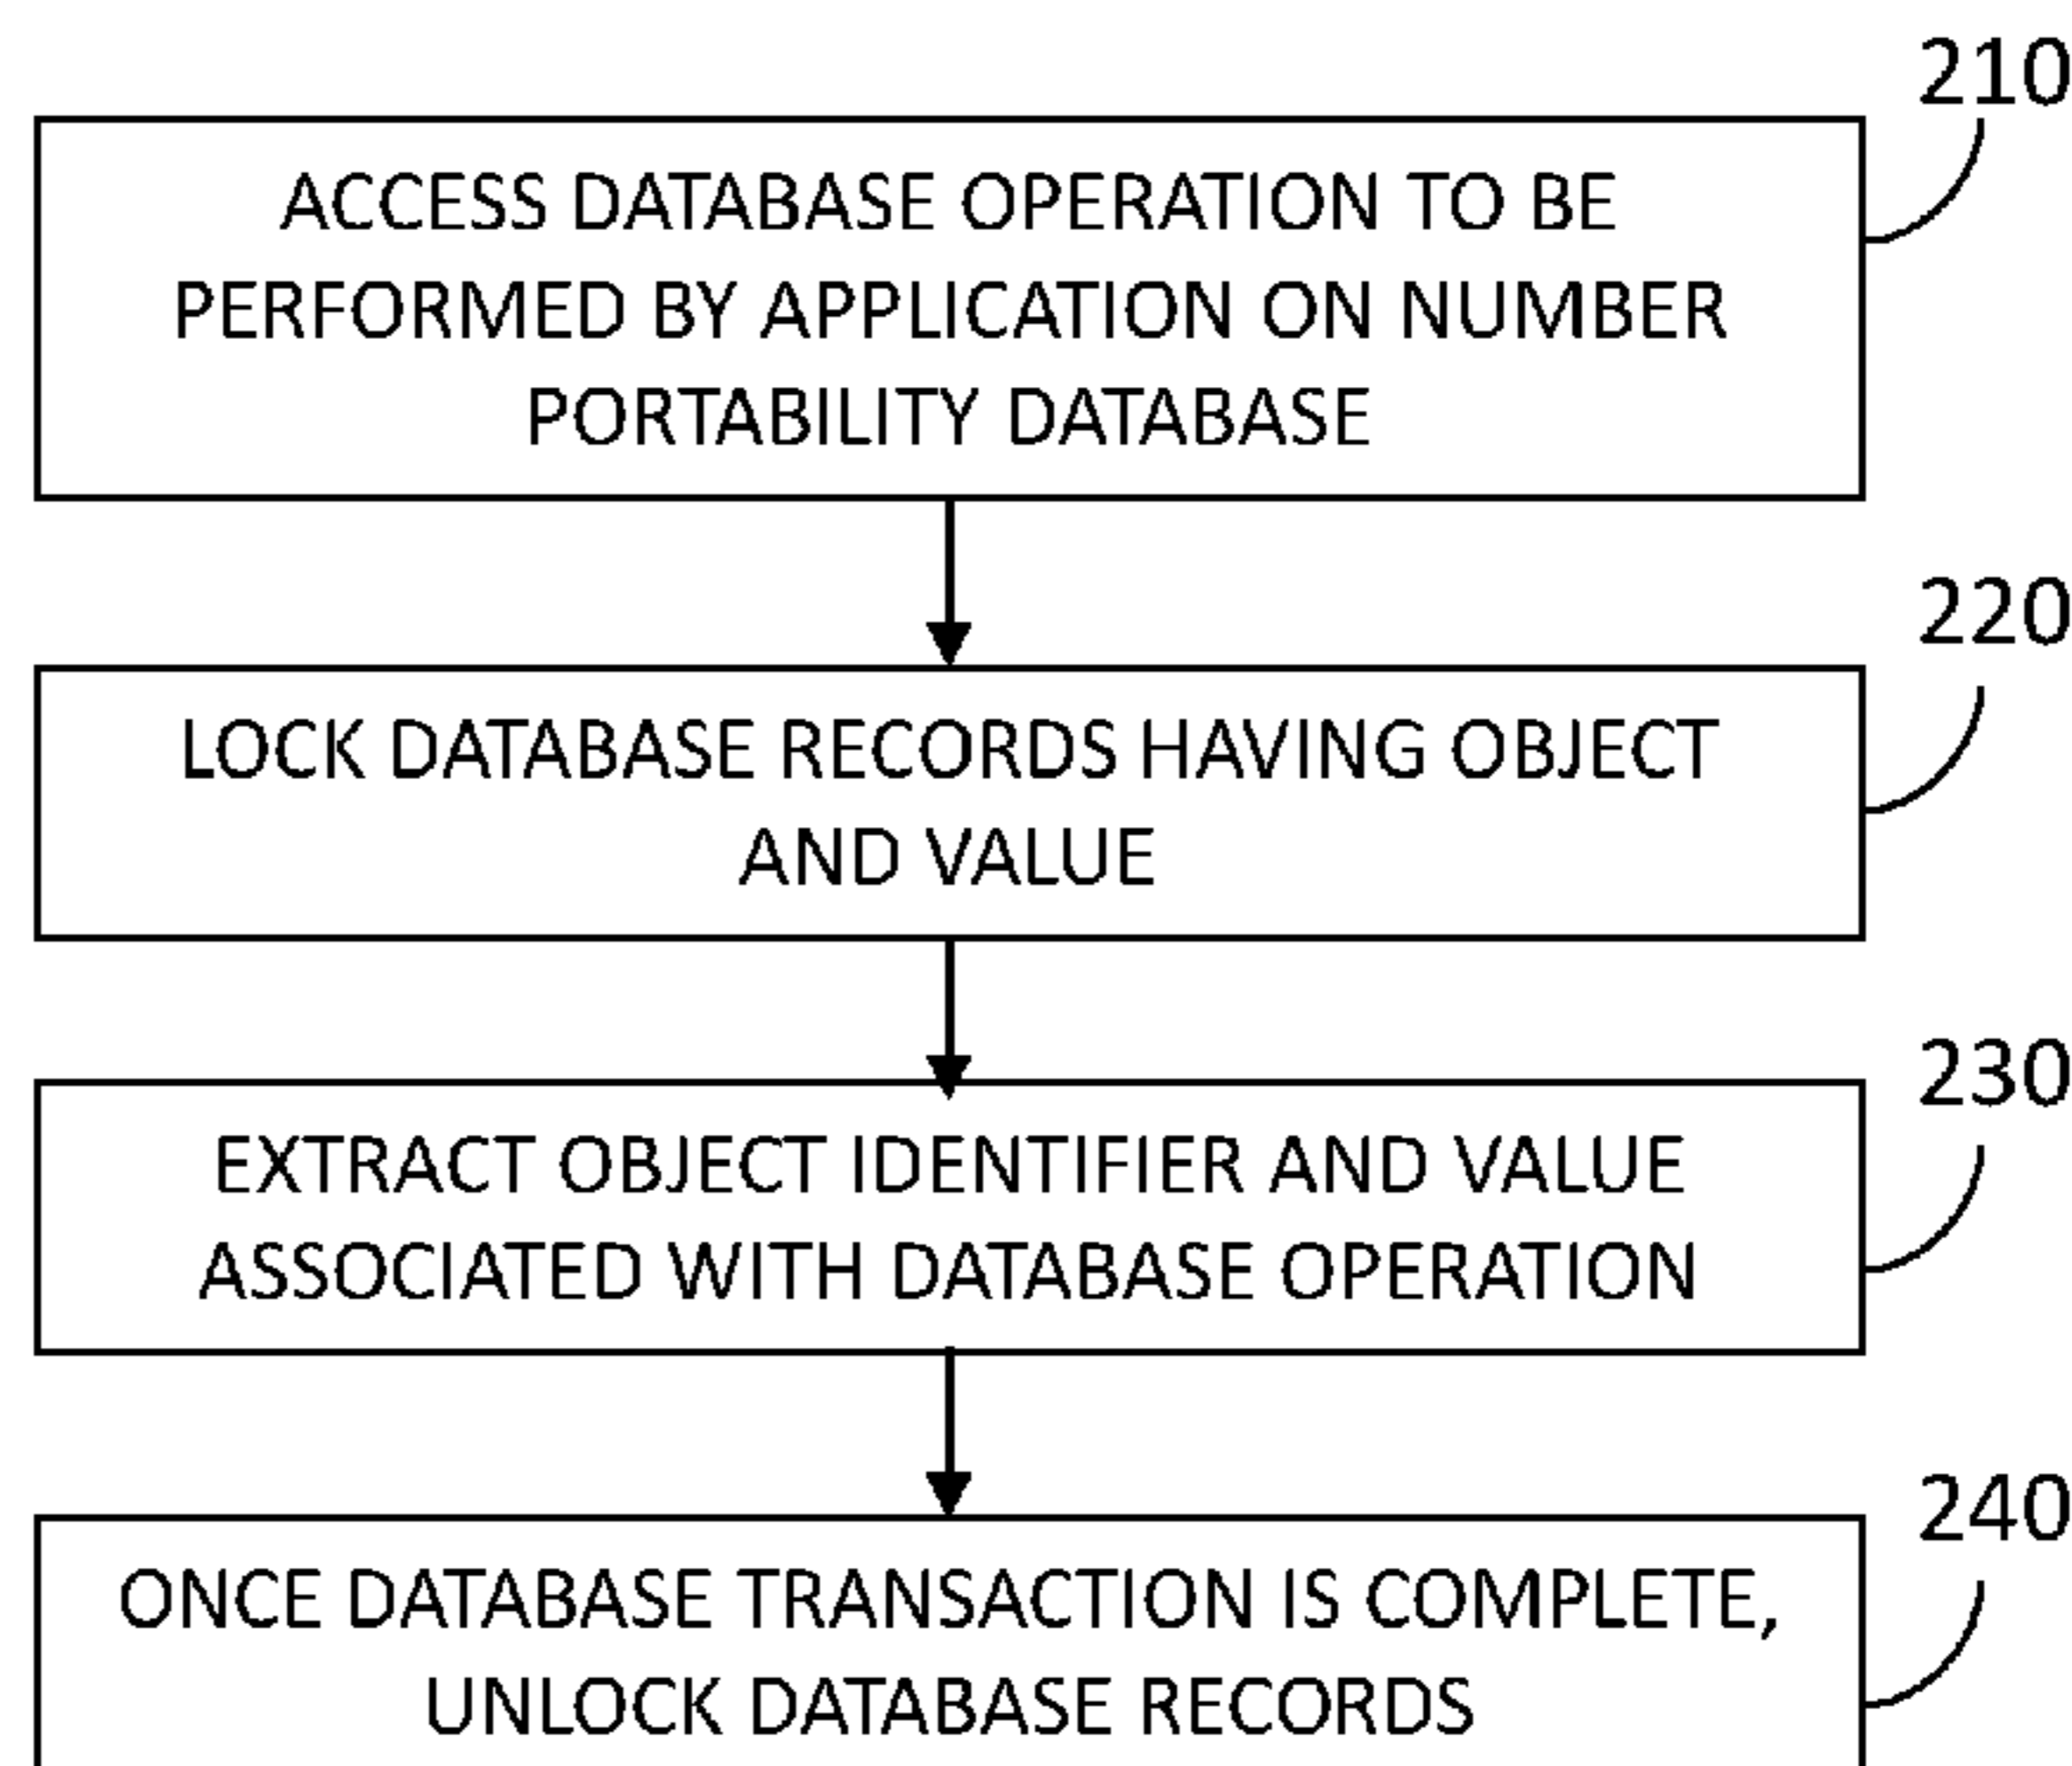 210
ACCESS DATABASE OPERATION TO BE
PERFORMED BY APPLICATION ON NUMBER
PORTABILITY DATABASE
220
LOCK DATABASE RECORDS HAVING OBJECT
AND VALUE
230
EXTRACT OBJECT IDENTIFIER AND VALUE
ASSOCIATED WITH DATABASE OPERATION
240
ONCE DATABASE TRANSACTION IS COMPLETE,
UNLOCK DATABASE RECORDS